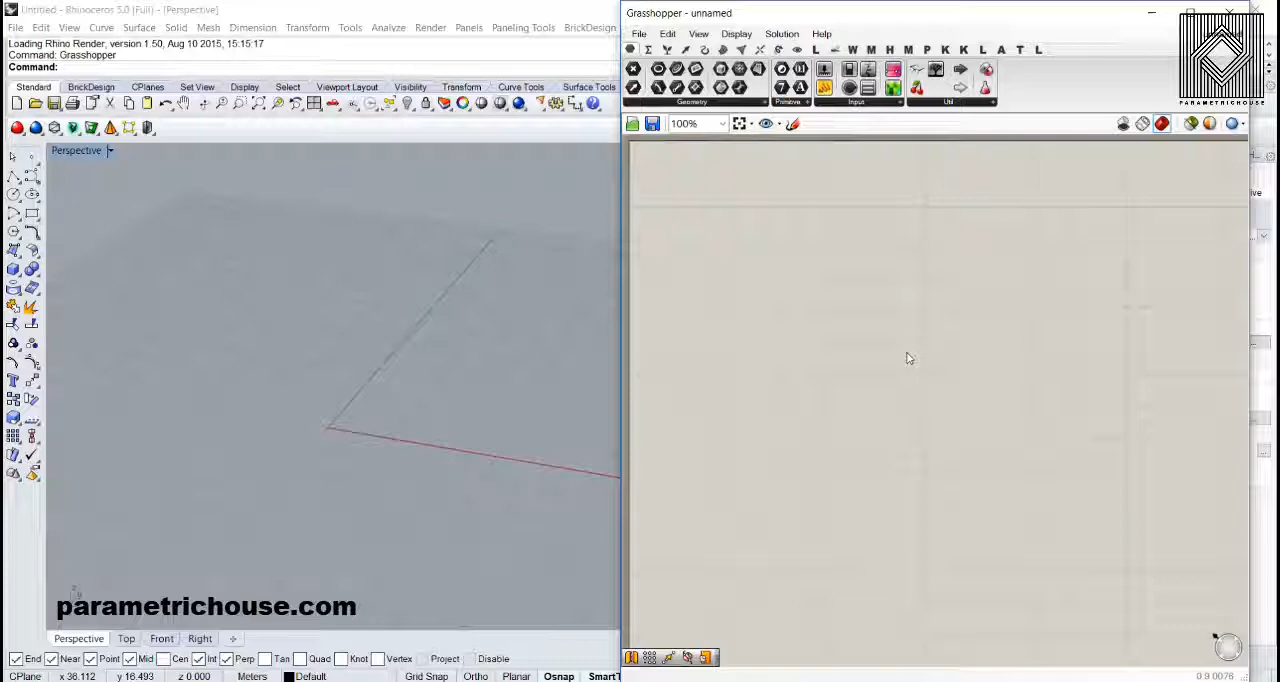 Untitled - Rhinoceros 5.0 (Full) - [Perspective]
File Edit View Curve Surface Solid Mesh Dimension Transform Tools Analyze Render Panels Paneling Tools BrickDesign
Loading Rhino Render, version 1.50, Aug 10 2015, 15:15:17
Command: Grasshopper
Command:
Standard BrickDesign CPlanes Set View Display Select Viewport Layout Visibility Transform Curve Tools Surface Tools
Perspective
parametrichouse.com
Perspective Top Front Right
End Near Point Mid Cen Int Perp Tan Quad Knot Vertex Project Disable
CPlane x 36.112 y 16.493 z 0.000 Meters Default Grid Snap Ortho Planar Osnap SmartT
Grasshopper - unnamed
File Edit View Display Solution Help
L W M H M P K K L A T L
Geometry Primitive Input Util
100%
PARAMETRICHOUSE
0.9.0076